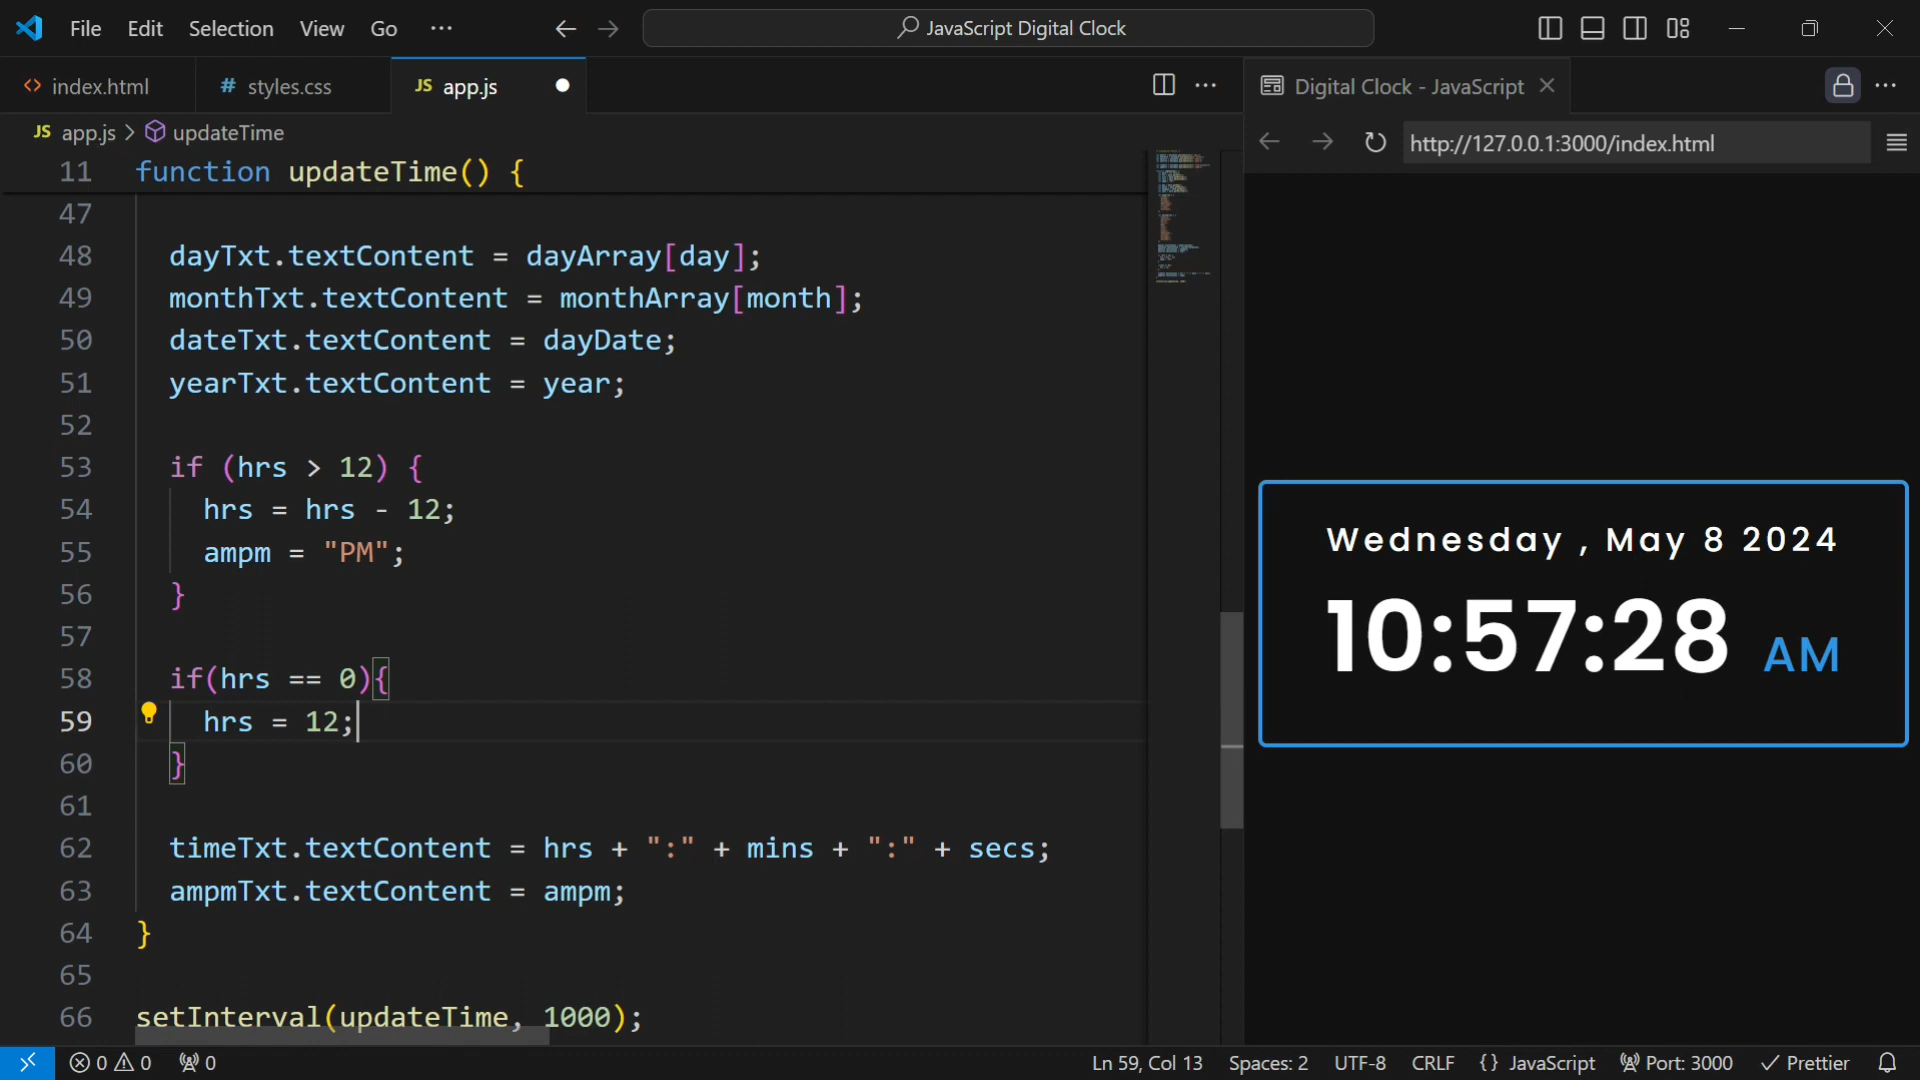 File Edit Selection View Go ···
JavaScript Digital Clock
<> index.html
# styles.css
JS app.js
Digital Clock - JavaScript
JS app.js > updateTime
http://127.0.0.1:3000/index.html
11 function updateTime() {
47
48 dayTxt.textContent = dayArray[day];
49 monthTxt.textContent = monthArray[month];
50 dateTxt.textContent = dayDate;
51 yearTxt.textContent = year;
52
53 if (hrs > 12) {
54 hrs = hrs - 12;
55 ampm = "PM";
56 }
57
58 if(hrs == 0){
59 hrs = 12;
60 }
61
62 timeTxt.textContent = hrs + ":" + mins + ":" + secs;
63 ampmTxt.textContent = ampm;
64 }
65
66 setInterval(updateTime, 1000);
Wednesday , May 8 2024
10:57:28 AM
0 0 0
Ln 59, Col 13 Spaces: 2 UTF-8 CRLF {} JavaScript Port: 3000 Prettier